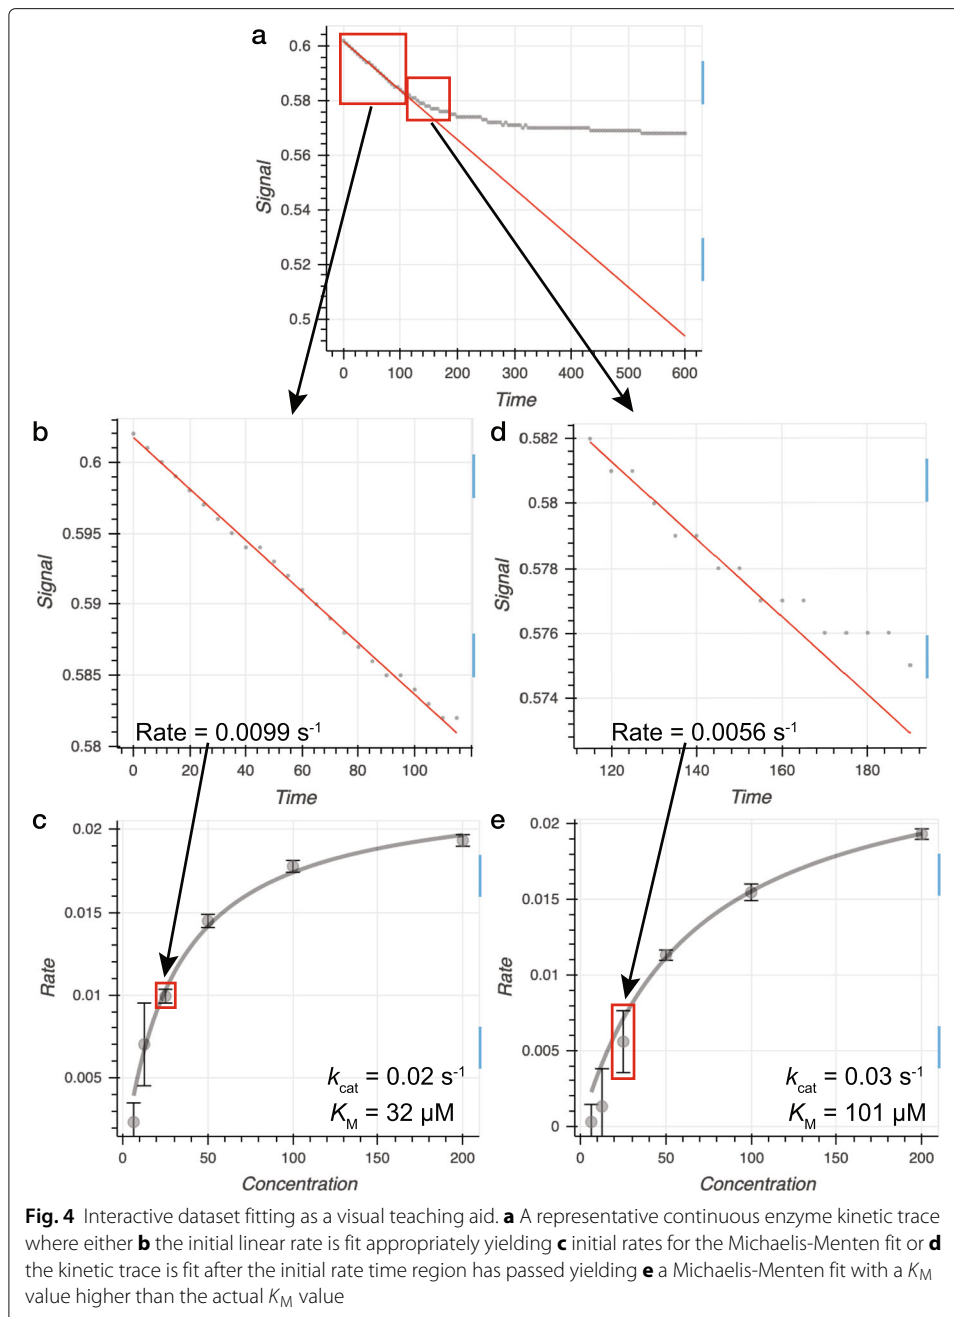 a
0.6
0.58
0.56
0.54
0.52
0.5
Signal
0 100 200 300 400 500 600
Time
b
0.6
0.595
0.59
0.585
0.58
Signal
Rate = 0.0099 s⁻¹
0 20 40 60 80 100
Time
d
0.582
0.58
0.578
0.576
0.574
Signal
Rate = 0.0056 s⁻¹
120 140 160 180
Time
c
0.02
0.015
0.01
0.005
Rate
kcat = 0.02 s⁻¹
KM = 32 µM
0 50 100 150 200
Concentration
e
0.02
0.015
0.01
0.005
0
Rate
kcat = 0.03 s⁻¹
KM = 101 µM
0 50 100 150 200
Concentration
Fig. 4 Interactive dataset fitting as a visual teaching aid. a A representative continuous enzyme kinetic trace
where either b the initial linear rate is fit appropriately yielding c initial rates for the Michaelis-Menten fit or d
the kinetic trace is fit after the initial rate time region has passed yielding e a Michaelis-Menten fit with a KM
value higher than the actual KM value